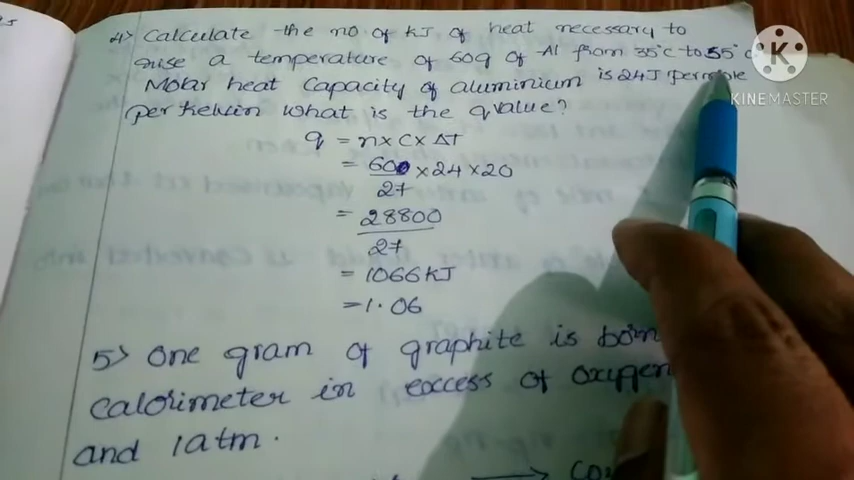 4) Calculate the no of KJ of heat necessary to
raise a temperature of 60g of Al from 35°C to 55°C
Molar heat capacity of aluminium is 24J per mole
KINEMASTER
per kelvin what is the q value?
q = n × C × ΔT
= 60 × 24 × 20
27
= 28800
27
= 1066 KJ
= 1.06
5) One gram of graphite is
calorimeter in excess of oxygen
and 1 atm.